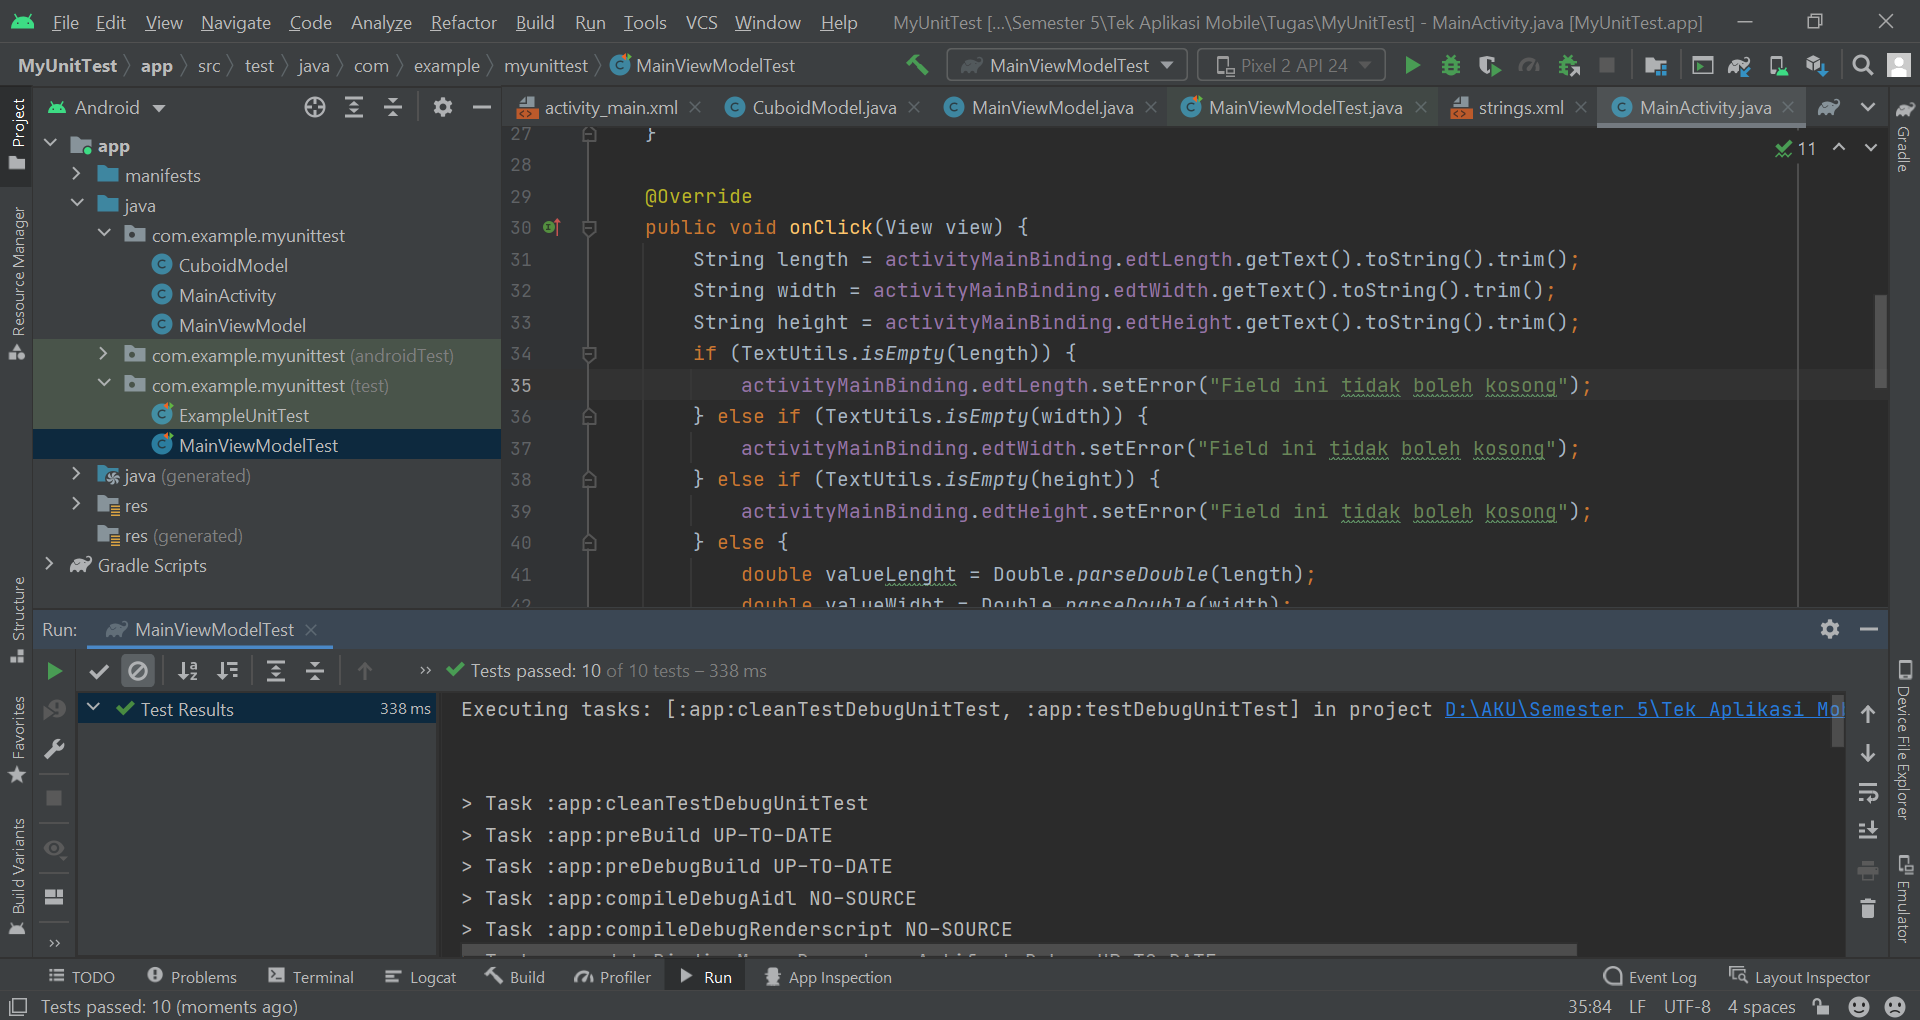 File Edit View Navigate Code Analyze Refactor Build Run Tools VCS Window Help MyUnitTest [...\Semester 5\Tek Aplikasi Mobile\Tugas\MyUnitTest] - MainActivity.java [MyUnitTest.app]
MyUnitTest app src test java com example myunittest MainViewModelTest MainViewModelTest Pixel 2 API 24
Project
Resource Manager
Structure
Favorites
Build Variants
Android
app
manifests
java
com.example.myunittest
CuboidModel
MainActivity
MainViewModel
com.example.myunittest (androidTest)
com.example.myunittest (test)
ExampleUnitTest
MainViewModelTest
java (generated)
res
res (generated)
Gradle Scripts
activity_main.xml CuboidModel.java MainViewModel.java MainViewModelTest.java strings.xml MainActivity.java
11
27 }
28
29 @Override
30 public void onClick(View view) {
31 String length = activityMainBinding.edtLength.getText().toString().trim();
32 String width = activityMainBinding.edtWidth.getText().toString().trim();
33 String height = activityMainBinding.edtHeight.getText().toString().trim();
34 if (TextUtils.isEmpty(length)) {
35 activityMainBinding.edtLength.setError("Field ini tidak boleh kosong");
36 } else if (TextUtils.isEmpty(width)) {
37 activityMainBinding.edtWidth.setError("Field ini tidak boleh kosong");
38 } else if (TextUtils.isEmpty(height)) {
39 activityMainBinding.edtHeight.setError("Field ini tidak boleh kosong");
40 } else {
41 double valueLenght = Double.parseDouble(length);
42 double valueWidht = Double.parseDouble(width);
Gradle
Device File Explorer
Emulator
Run: MainViewModelTest
Tests passed: 10 of 10 tests – 338 ms
Test Results 338 ms
Executing tasks: [:app:cleanTestDebugUnitTest, :app:testDebugUnitTest] in project D:\AKU\Semester 5\Tek Aplikasi Mo
> Task :app:cleanTestDebugUnitTest
> Task :app:preBuild UP-TO-DATE
> Task :app:preDebugBuild UP-TO-DATE
> Task :app:compileDebugAidl NO-SOURCE
> Task :app:compileDebugRenderscript NO-SOURCE
TODO Problems Terminal Logcat Build Profiler Run App Inspection Event Log Layout Inspector
Tests passed: 10 (moments ago) 35:84 LF UTF-8 4 spaces